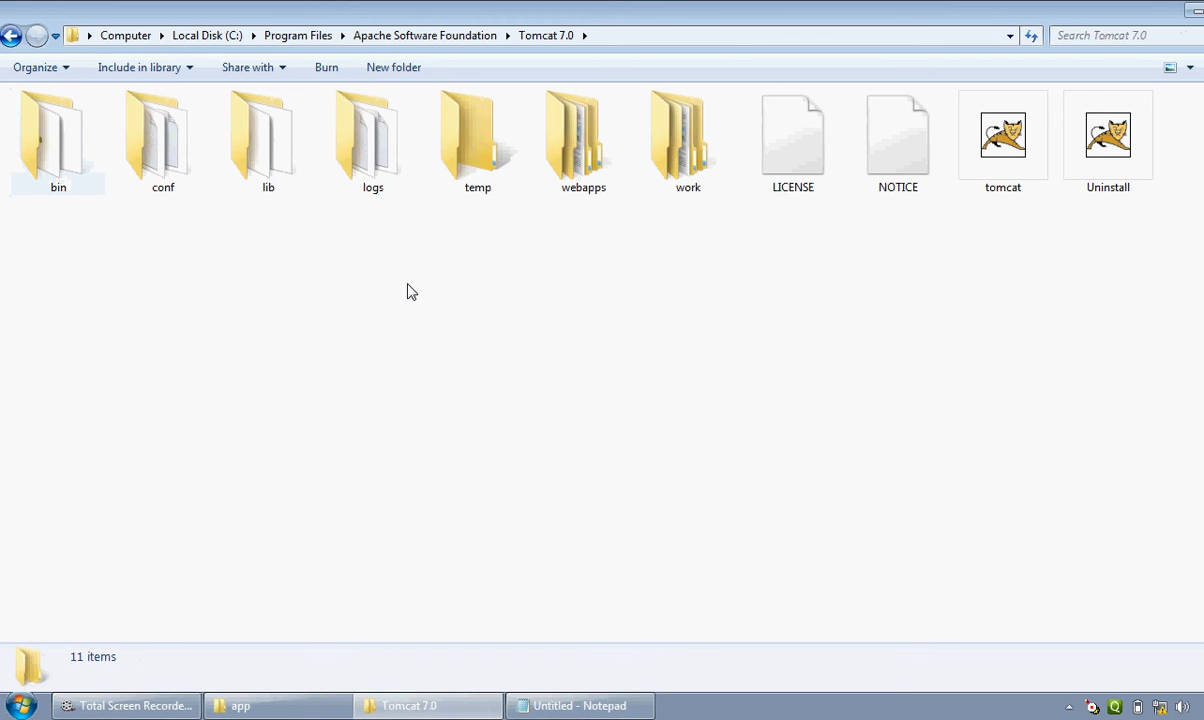 Computer Local Disk (C:) Program Files Apache Software Foundation Tomcat 7.0 Search Tomcat 7.0
Organize Include in library Share with Burn New folder
bin conf lib logs temp webapps work LICENSE NOTICE tomcat Uninstall
11 items
Total Screen Recorde... app Tomcat 7.0 Untitled - Notepad